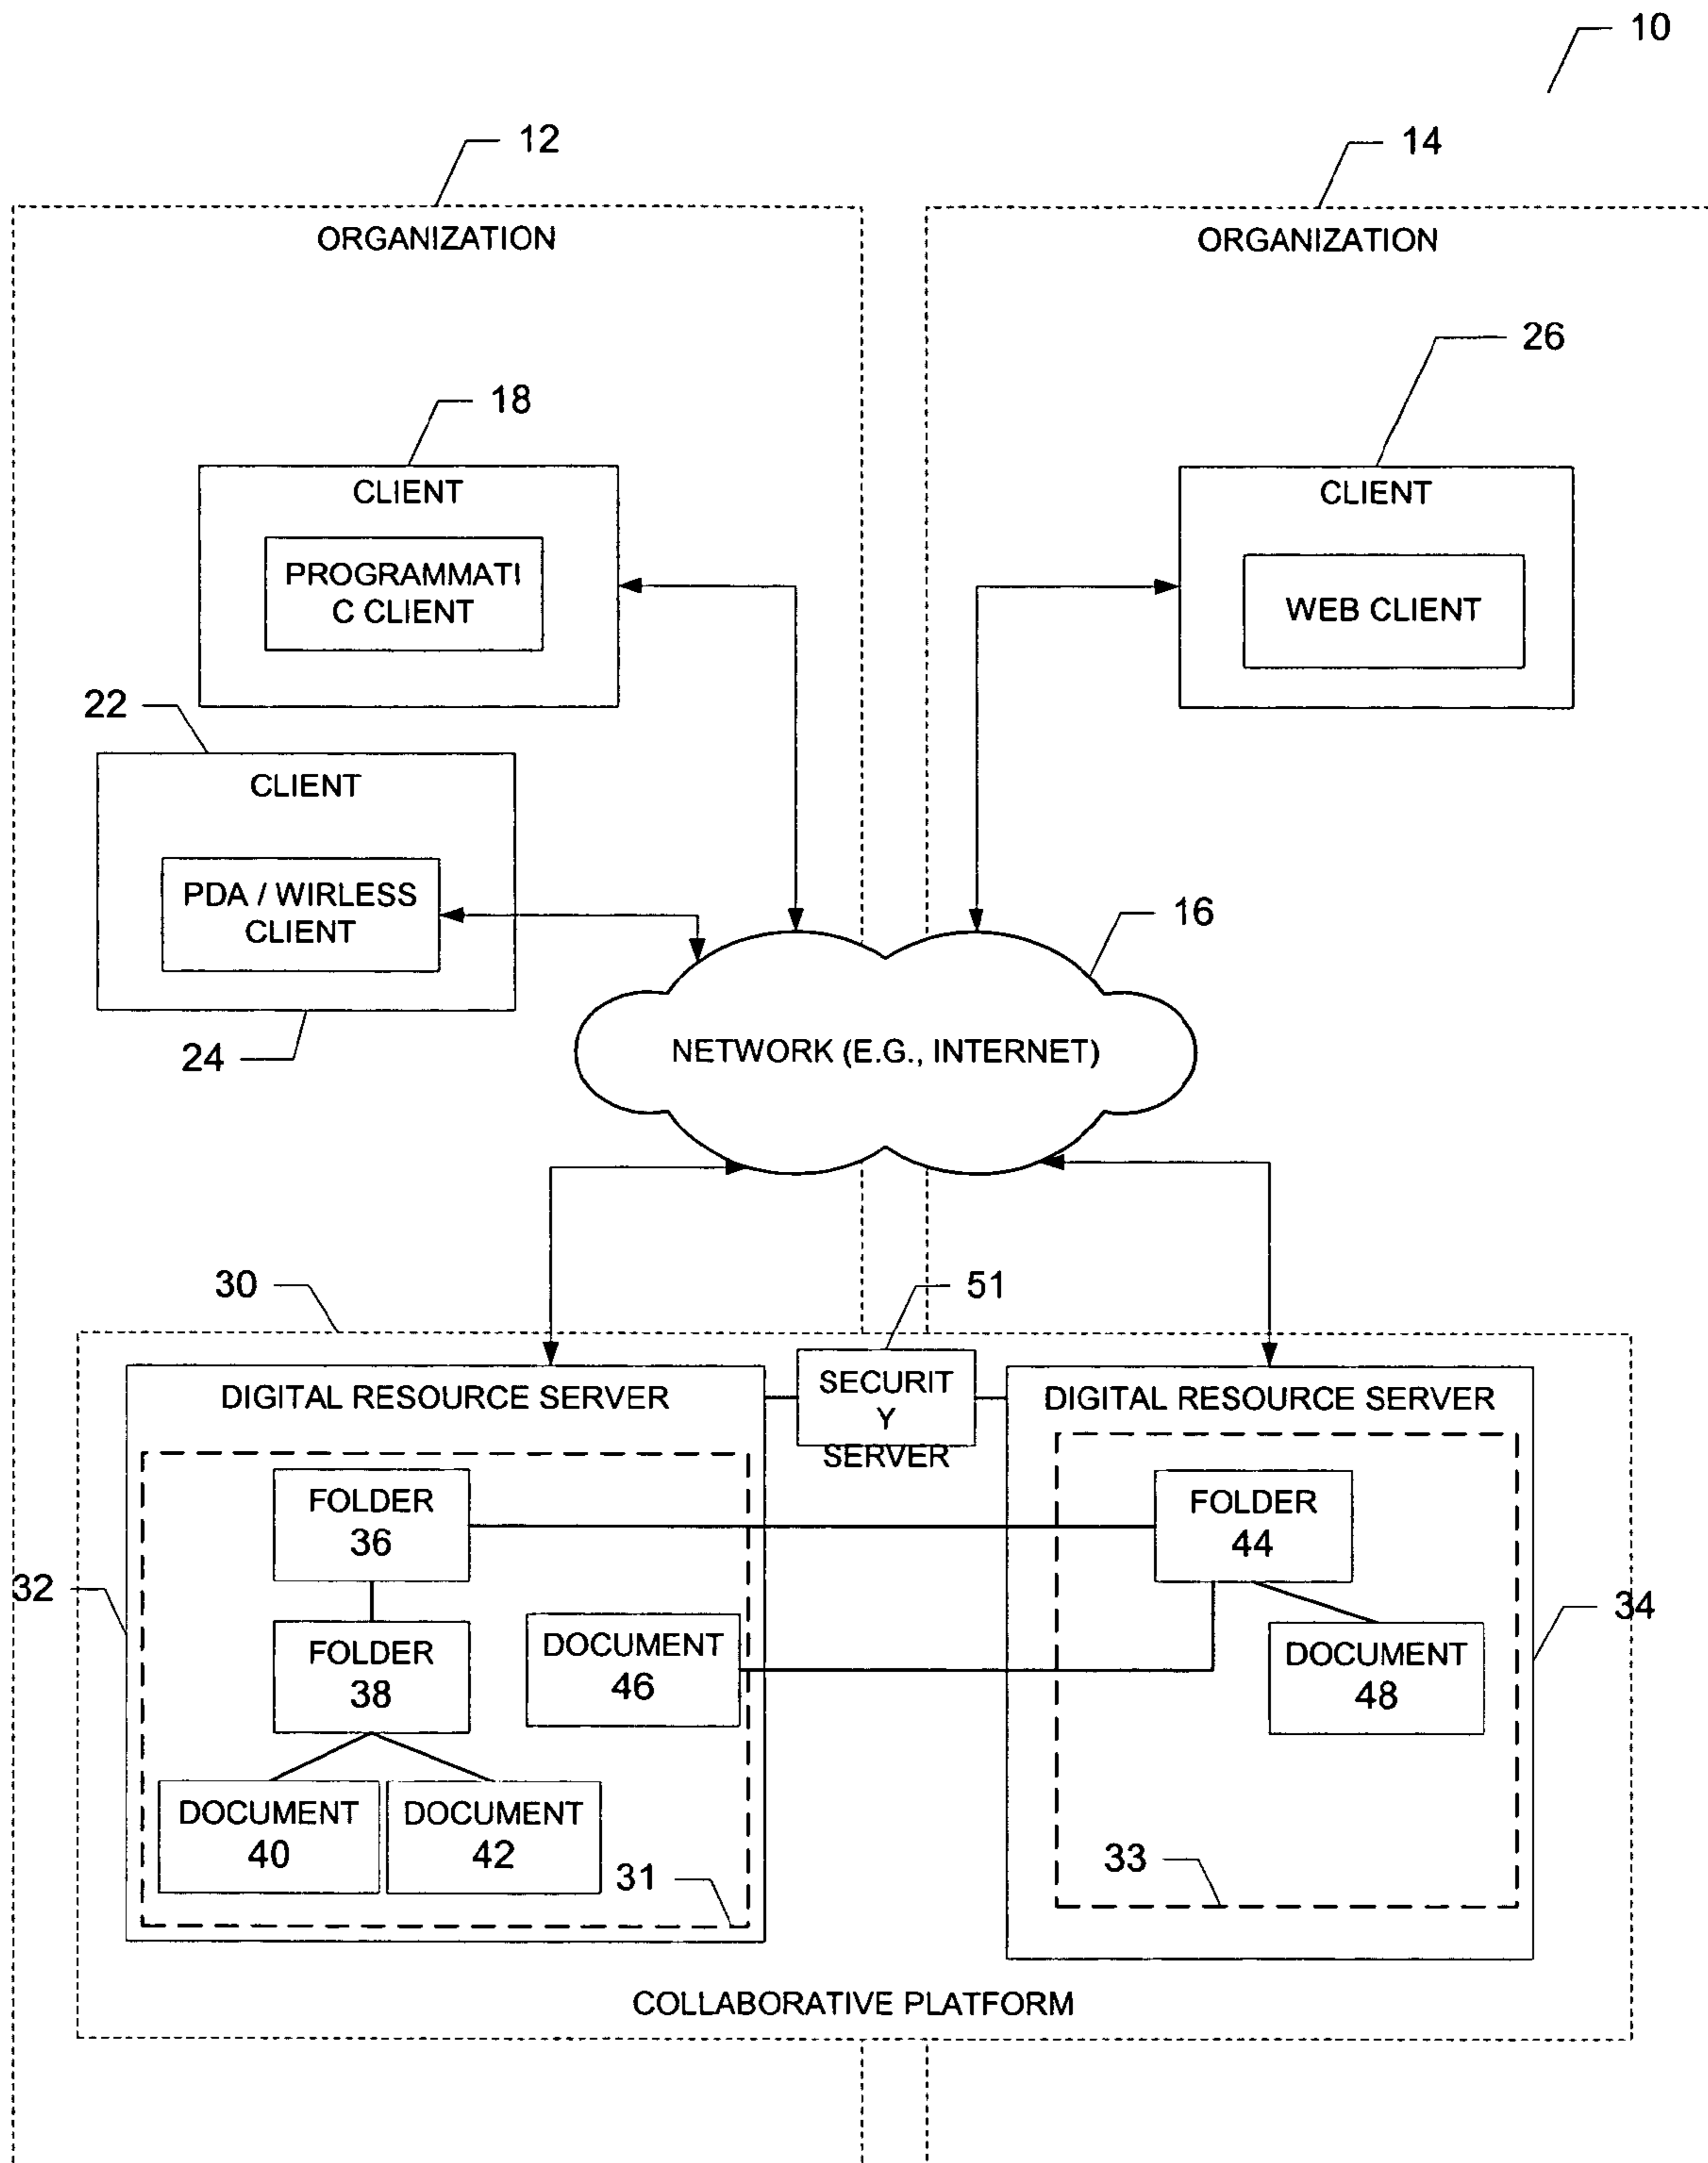 10
12
14
ORGANIZATION
ORGANIZATION
26
18
CLIENT
PROGRAMMATI
C CLIENT
CLIENT
WEB CLIENT
22
CLIENT
PDA / WIRLESS
CLIENT
24
16
NETWORK (E.G., INTERNET)
30
51
DIGITAL RESOURCE SERVER
SECURIT
Y
SERVER
DIGITAL RESOURCE SERVER
FOLDER
36
FOLDER
44
32
34
FOLDER
38
DOCUMENT
46
DOCUMENT
48
DOCUMENT
40
DOCUMENT
42
31
33
COLLABORATIVE PLATFORM